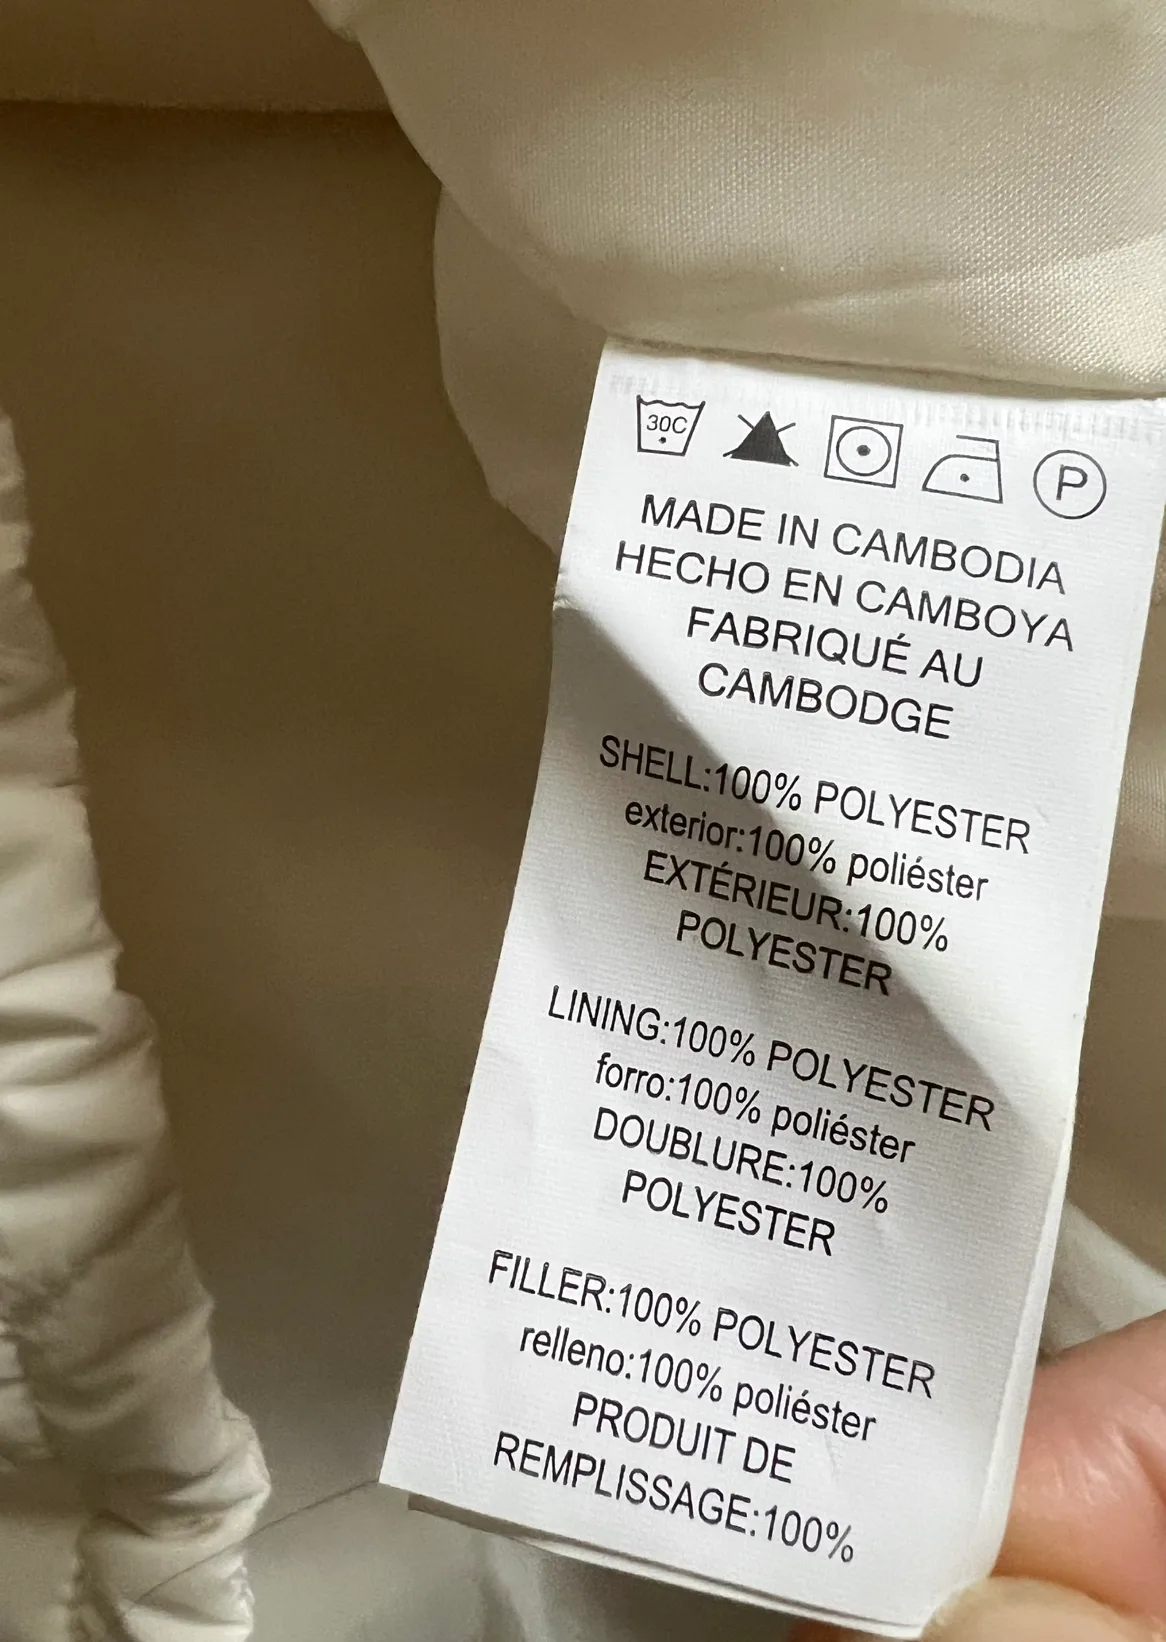 30C
P
MADE IN CAMBODIA
HECHO EN CAMBOYA
FABRIQUÉ AU
CAMBODGE
SHELL:100% POLYESTER
exterior:100% poliéster
EXTÉRIEUR:100%
POLYESTER
LINING:100% POLYESTER
forro:100% poliéster
DOUBLURE:100%
POLYESTER
FILLER:100% POLYESTER
relleno:100% poliéster
PRODUIT DE
REMPLISSAGE:100%